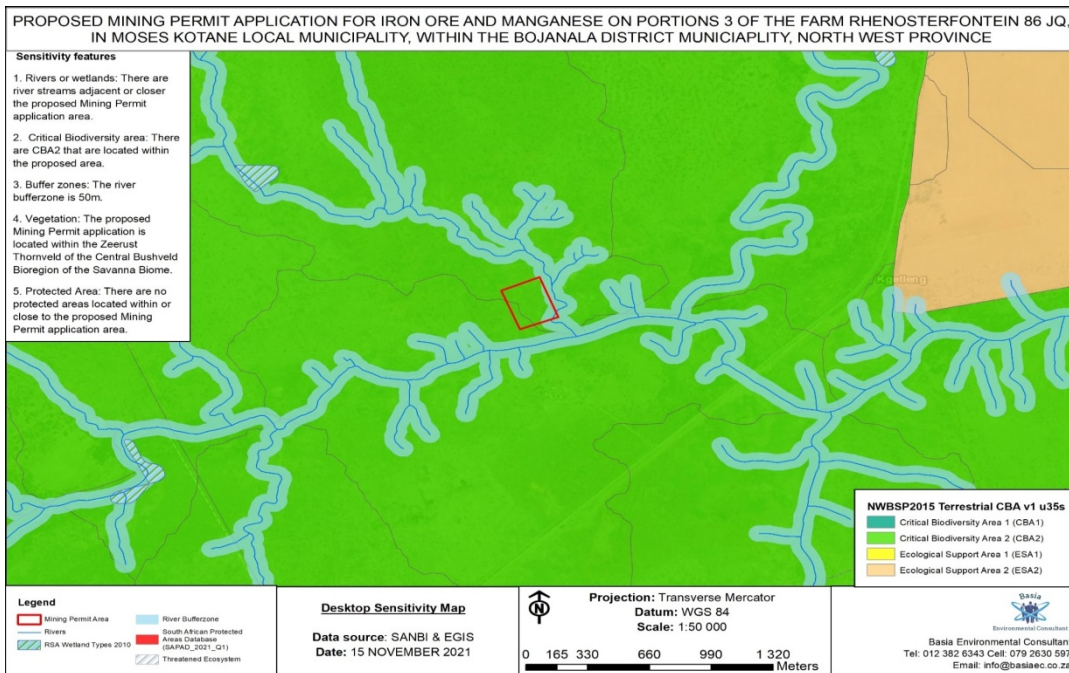 PROPOSED MINING PERMIT APPLICATION FOR IRON ORE AND MANGANESE ON PORTIONS 3 OF THE FARM RHENOSTERFONTEIN 86 JQ,
IN MOSES KOTANE LOCAL MUNICIPALITY, WITHIN THE BOJANALA DISTRICT MUNICIAPLITY, NORTH WEST PROVINCE
Sensitivity features
1. Rivers or wetlands: There are
river streams adjacent or closer
the proposed Mining Permit
application area.
2. Critical Biodiversity area: There
are CBA2 that are located within
the proposed area.
3. Buffer zones: The river
bufferzone is 50m.
4. Vegetation: The proposed
Mining Permit application is
located within the Zeerust
Thornveld of the Central Bushveld
Bioregion of the Savanna Biome.
5. Protected Area: There are no
protected areas located within or
close to the proposed Mining
Permit application area.
Kgetleng
NWBSP2015 Terrestrial CBA v1 u35s
Critical Biodiversity Area 1 (CBA1)
Critical Biodiversity Area 2 (CBA2)
Ecological Support Area 1 (ESA1)
Ecological Support Area 2 (ESA2)
Legend
Mining Permit Area
Rivers
RSA Wetland Types 2010
River Bufferzone
South African Protected
Areas Database
(SAPAD_2021_Q1)
Threatened Ecosystem
Desktop Sensitivity Map
Data source: SANBI & EGIS
Date: 15 NOVEMBER 2021
N
Projection: Transverse Mercator
Datum: WGS 84
Scale: 1:50 000
0 165 330 660 990 1 320
Meters
Basia
Environmental Consultant
Basia Environmental Consultant
Tel: 012 382 6343 Cell: 079 2630 597
Email: info@basiaec.co.za